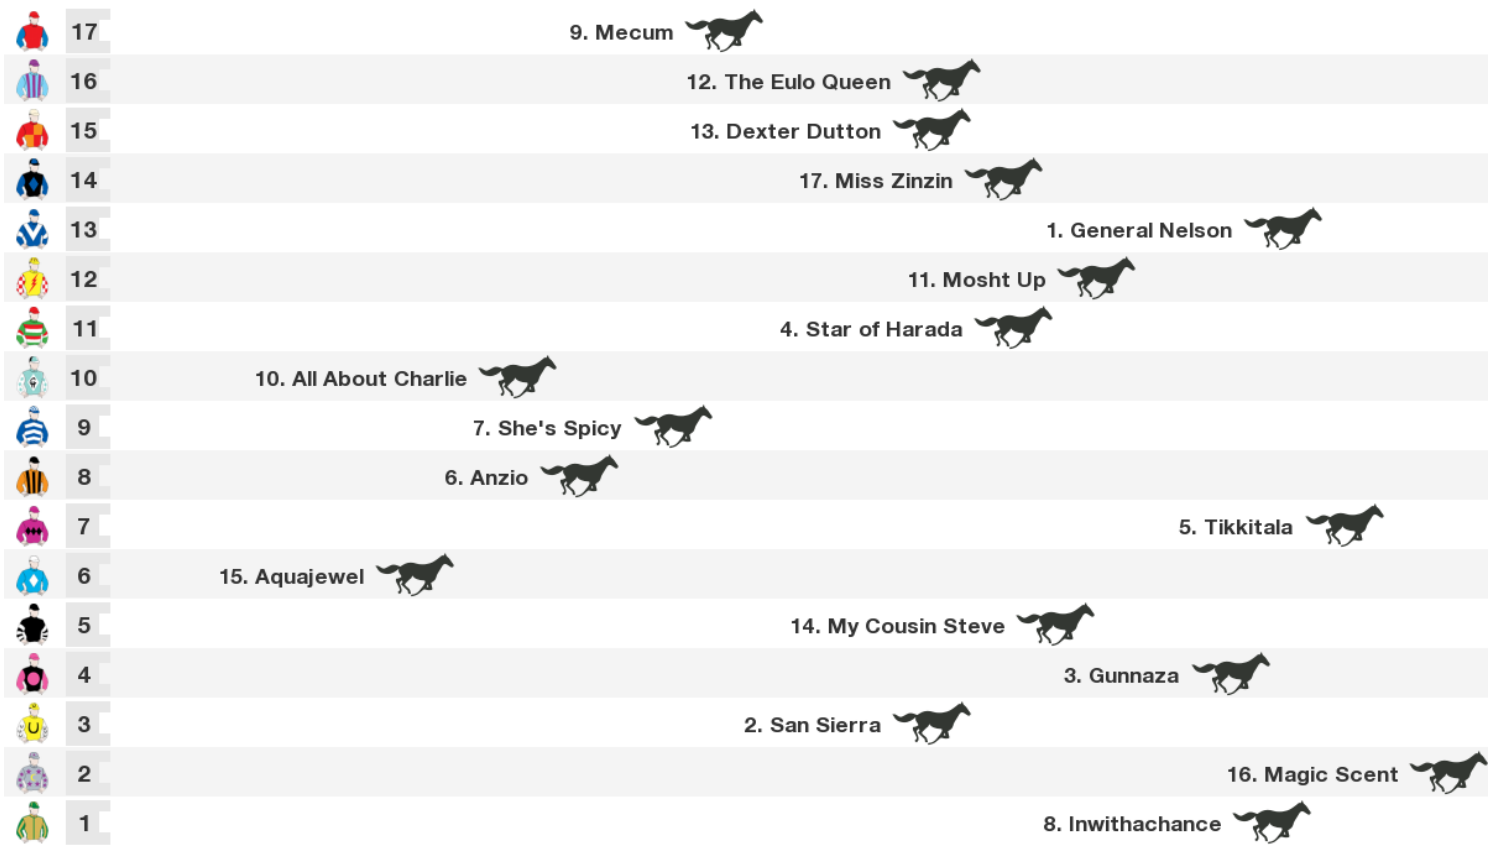 17 9. Mecum
16 12. The Eulo Queen
15 13. Dexter Dutton
14 17. Miss Zinzin
13 1. General Nelson
12 11. Mosht Up
11 4. Star of Harada
10 10. All About Charlie
9 7. She's Spicy
8 6. Anzio
7 5. Tikkitala
6 15. Aquajewel
5 14. My Cousin Steve
4 3. Gunnaza
3 2. San Sierra
2 16. Magic Scent
1 8. Inwithachance